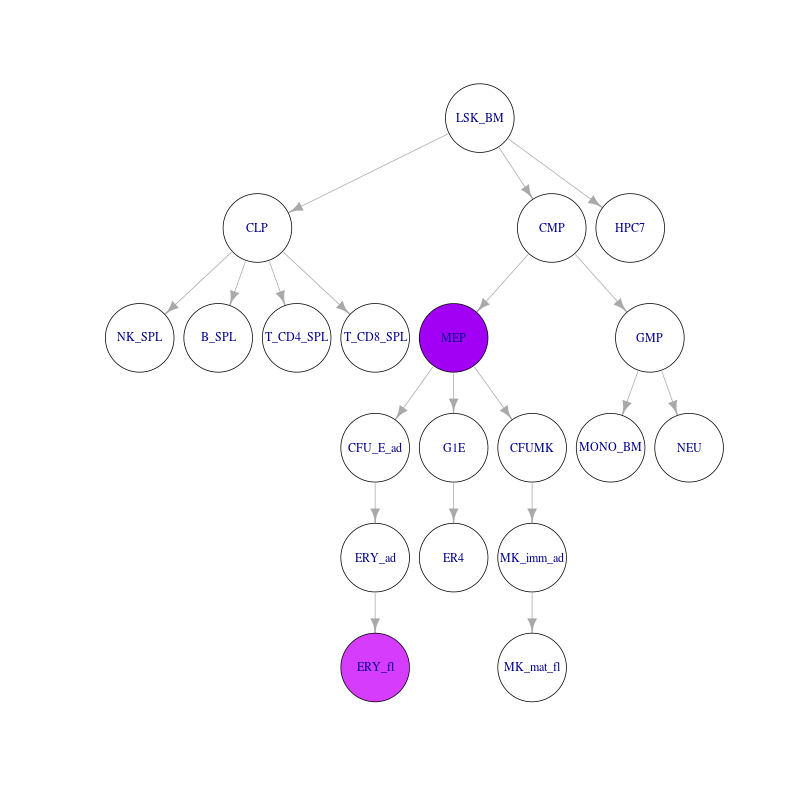 LSK_BM
CLP
CMP
HPC7
NK_SPL
B_SPL
T_CD4_SPL
T_CD8_SPL
MEP
GMP
CFU_E_ad
G1E
CFUMK
MONO_BM
NEU
ERY_ad
ER4
MK_imm_ad
ERY_fl
MK_mat_fl